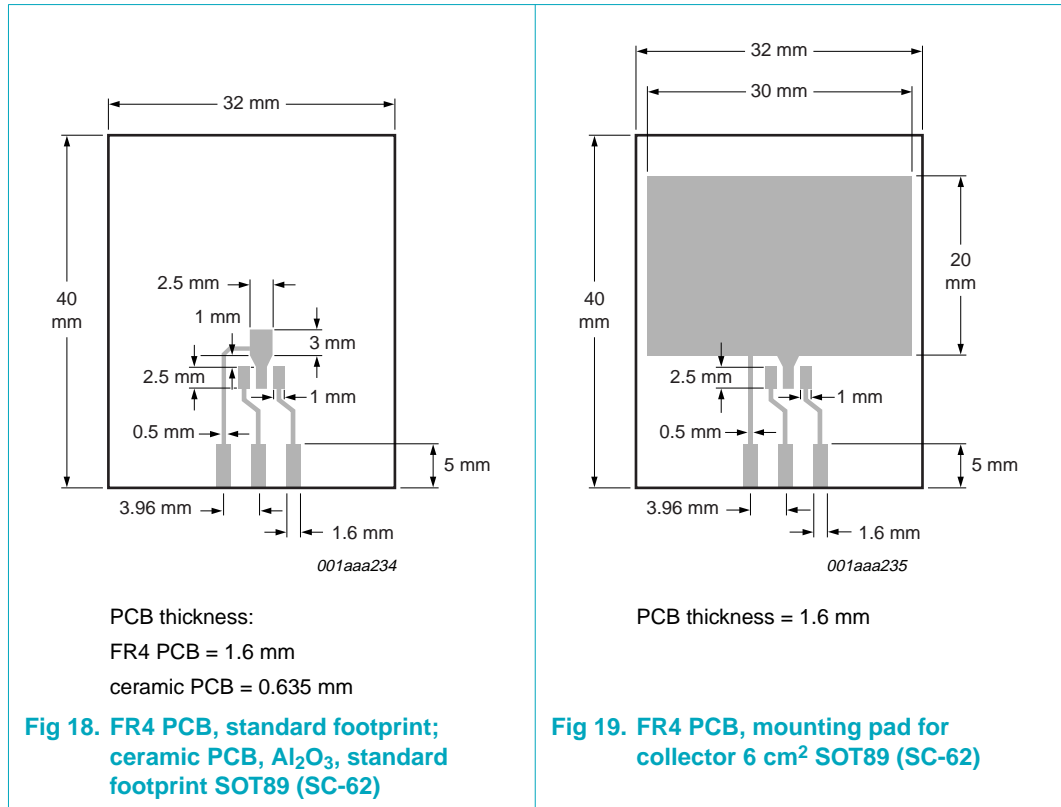 32 mm
40
mm
2.5 mm
1 mm
3 mm
2.5 mm
1 mm
0.5 mm
5 mm
3.96 mm
1.6 mm
001aaa234
PCB thickness:
FR4 PCB = 1.6 mm
ceramic PCB = 0.635 mm
Fig 18. FR4 PCB, standard footprint;
ceramic PCB, Al₂O₃, standard
footprint SOT89 (SC-62)
32 mm
30 mm
40
mm
20
mm
2.5 mm
1 mm
0.5 mm
5 mm
3.96 mm
1.6 mm
001aaa235
PCB thickness = 1.6 mm
Fig 19. FR4 PCB, mounting pad for
collector 6 cm² SOT89 (SC-62)